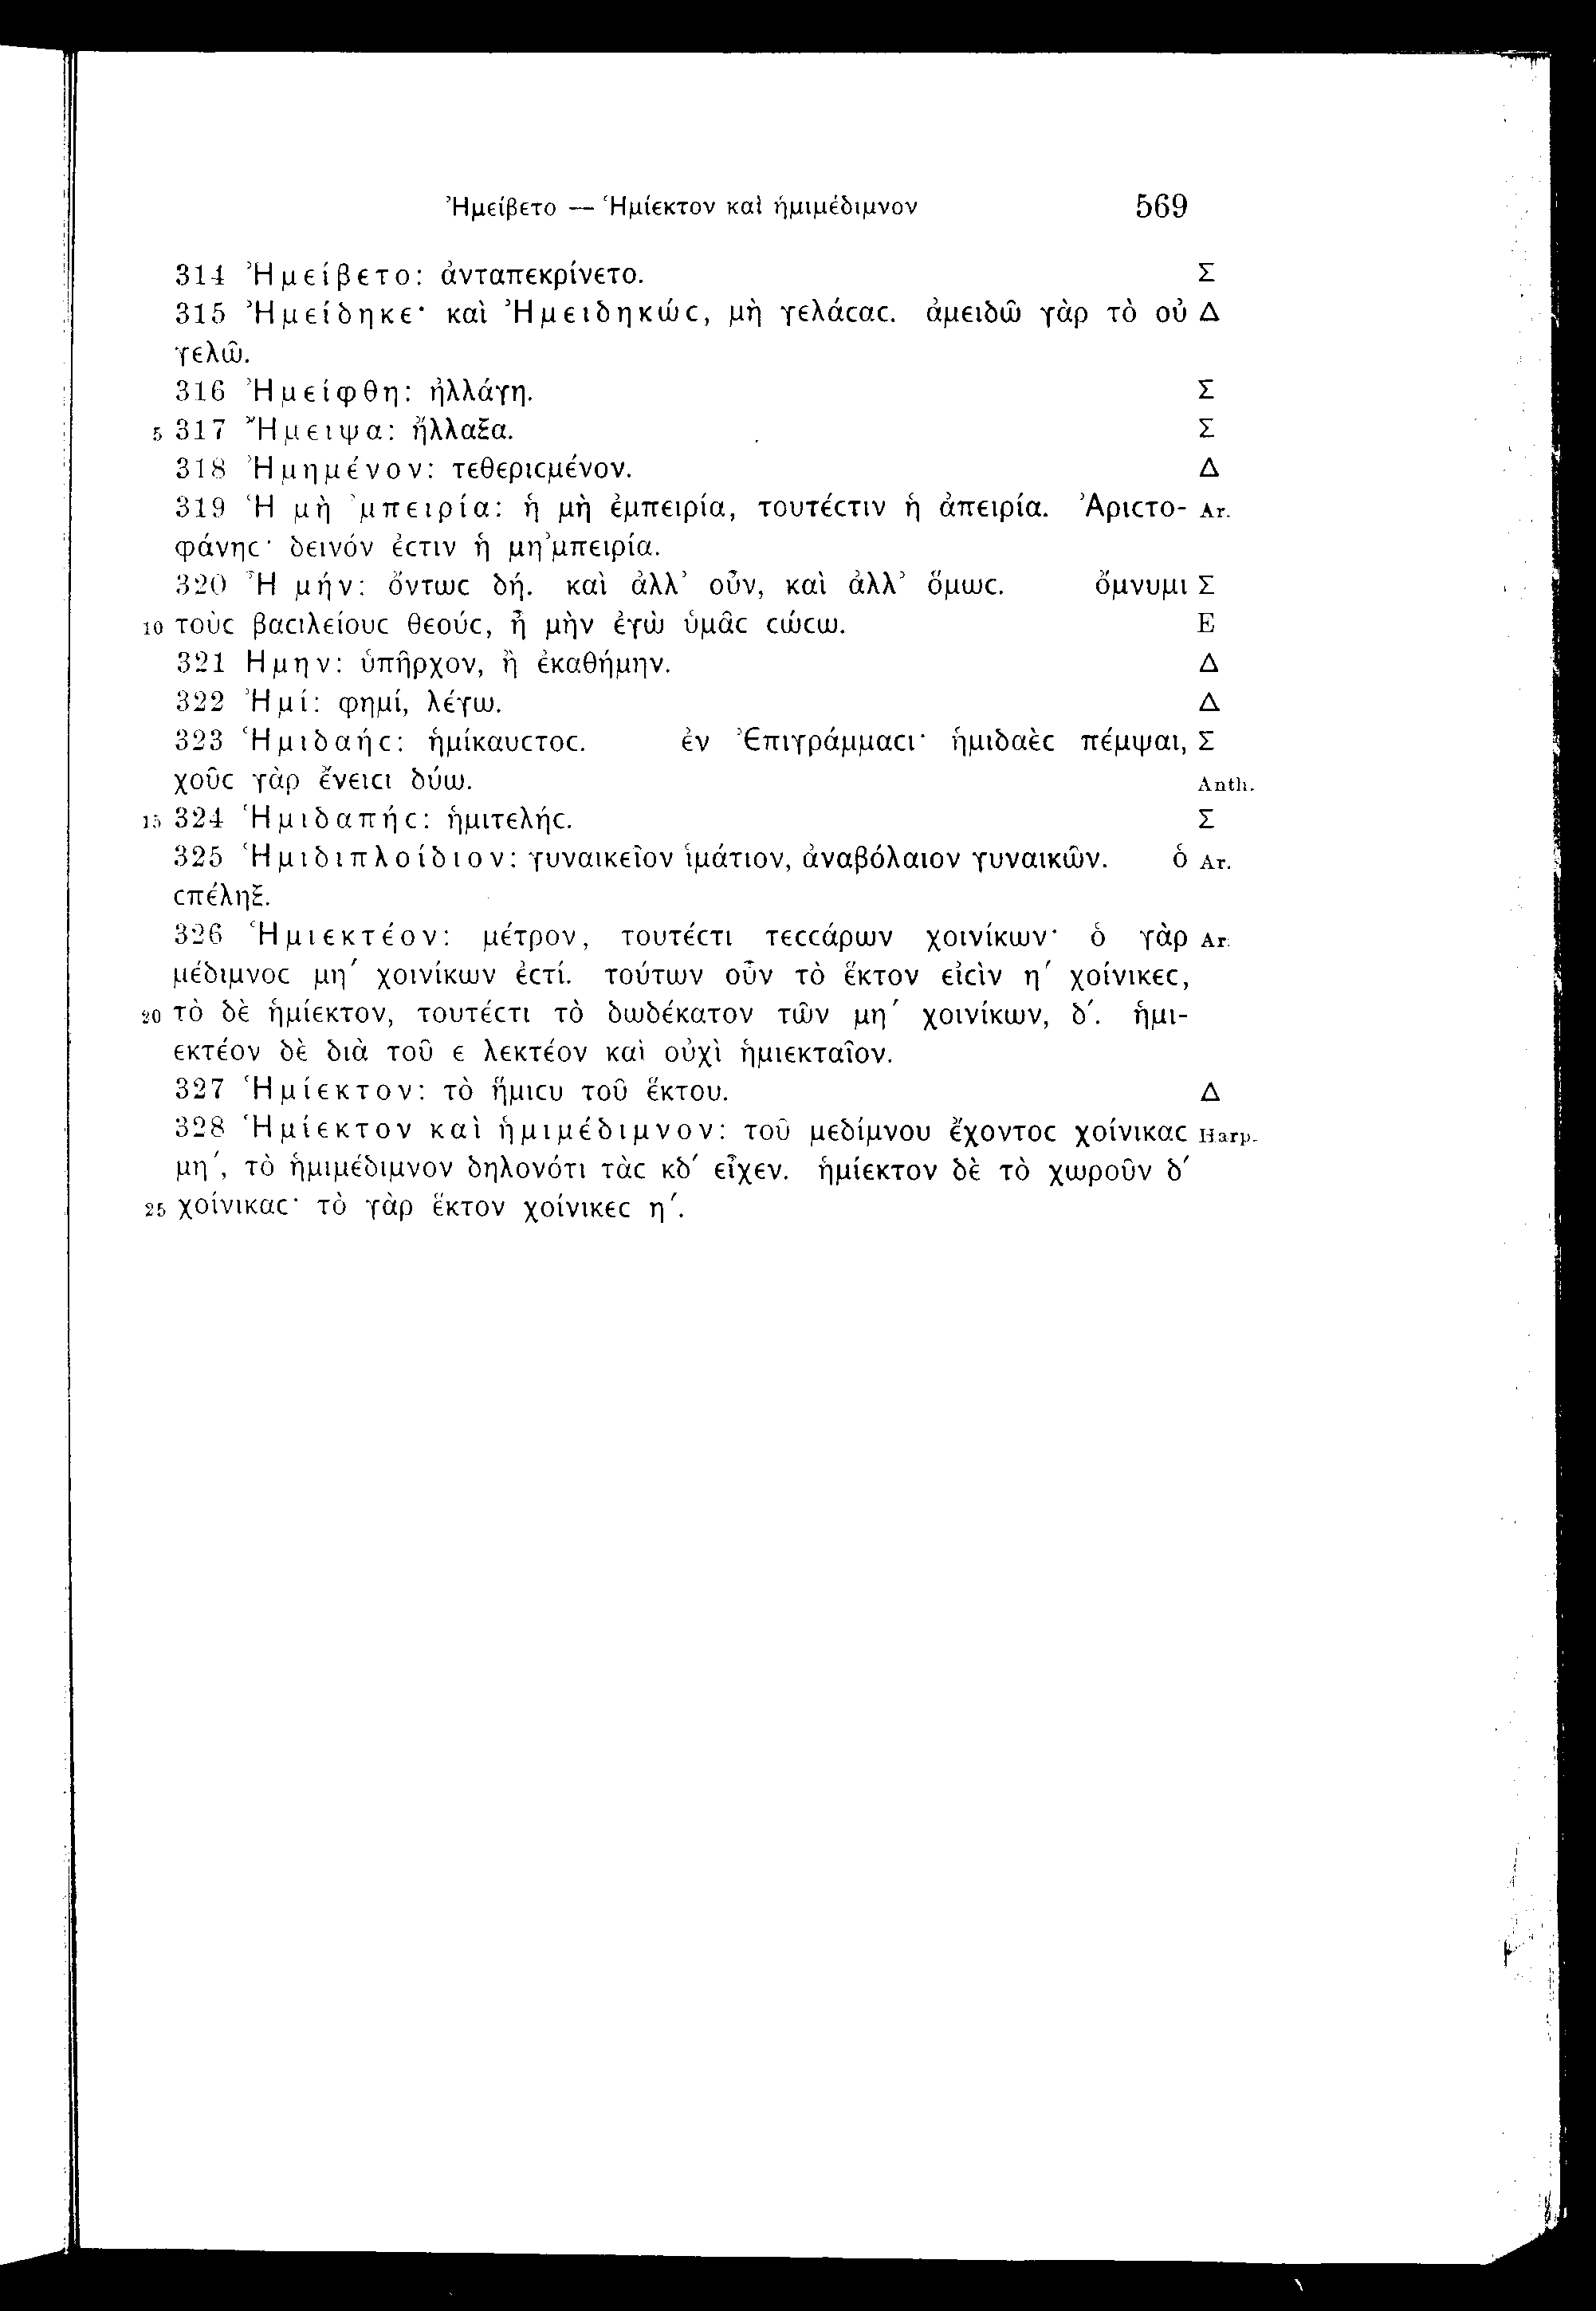 Ἠμείβετο — Ἡμίεκτον καὶ ἡμιμέδιμνον 569
314 Ἠμείβετο: ἀνταπεκρίνετο. Σ
315 Ἠμείδηκε· καὶ Ἠμειδηκώϲ, μὴ γελάϲαϲ. ἀμειδῶ γὰρ τὸ οὐ Δ
γελῶ.
316 Ἠμείφθη: ἠλλάγη. Σ
5 317 Ἤμειψα: ἤλλαξα. Σ
318 Ἠμημένον: τεθεριϲμένον. Δ
319 Ἡ μὴ ᾽μπειρία: ἡ μὴ ἐμπειρία, τουτέϲτιν ἡ ἀπειρία. Ἀριϲτο- Ar.
φάνηϲ· δεινόν ἐϲτιν ἡ μὴ᾽μπειρία.
320 Ἦ μήν: ὄντωϲ δή. καὶ ἀλλ᾽ οὖν, καὶ ἀλλ᾽ ὅμωϲ. ὄμνυμι Σ
10 τοὺϲ βαϲιλείουϲ θεούϲ, ἦ μὴν ἐγὼ ὑμᾶϲ ϲώϲω. E
321 Ημην: ὑπῆρχον, ἢ ἐκαθήμην. Δ
322 Ἠμί: φημί, λέγω. Δ
323 Ἡμιδαήϲ: ἡμίκαυϲτοϲ. ἐν Ἐπιγράμμαϲι· ἡμιδαὲϲ πέμψαι, Σ
χοῦϲ γὰρ ἔνειϲι δύω. Anth.
15 324 Ἡμιδαπήϲ: ἡμιτελήϲ. Σ
325 Ἡμιδιπλοίδιον: γυναικεῖον ἱμάτιον, ἀναβόλαιον γυναικῶν. ὁ Ar.
ϲπέληξ.
326 Ἡμιεκτέον: μέτρον, τουτέϲτι τεϲϲάρων χοινίκων· ὁ γὰρ Ar.
μέδιμνοϲ μη΄ χοινίκων ἐϲτί. τούτων οὖν τὸ ἕκτον εἰϲὶν η΄ χοίνικεϲ,
20 τὸ δὲ ἡμίεκτον, τουτέϲτι τὸ δωδέκατον τῶν μη΄ χοινίκων, δ΄. ἡμι-
εκτέον δὲ διὰ τοῦ ε λεκτέον καὶ οὐχὶ ἡμιεκταῖον.
327 Ἡμίεκτον: τὸ ἥμιϲυ τοῦ ἕκτου. Δ
328 Ἡμίεκτον καὶ ἡμιμέδιμνον: τοῦ μεδίμνου ἔχοντοϲ χοίνικαϲ Harp.
μη΄, τὸ ἡμιμέδιμνον δηλονότι τὰϲ κδ΄ εἶχεν. ἡμίεκτον δὲ τὸ χωροῦν δ΄
25 χοίνικαϲ· τὸ γὰρ ἕκτον χοίνικεϲ η΄.